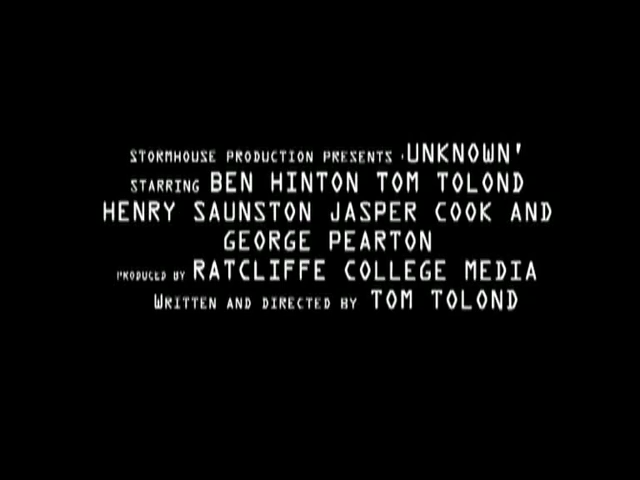 STORMHOUSE PRODUCTION PRESENTS 'UNKNOWN'
STARRING BEN HINTON TOM TOLOND
HENRY SAUNSTON JASPER COOK AND
GEORGE PEARTON
PRODUCED BY RATCLIFFE COLLEGE MEDIA
WRITTEN AND DIRECTED BY TOM TOLOND